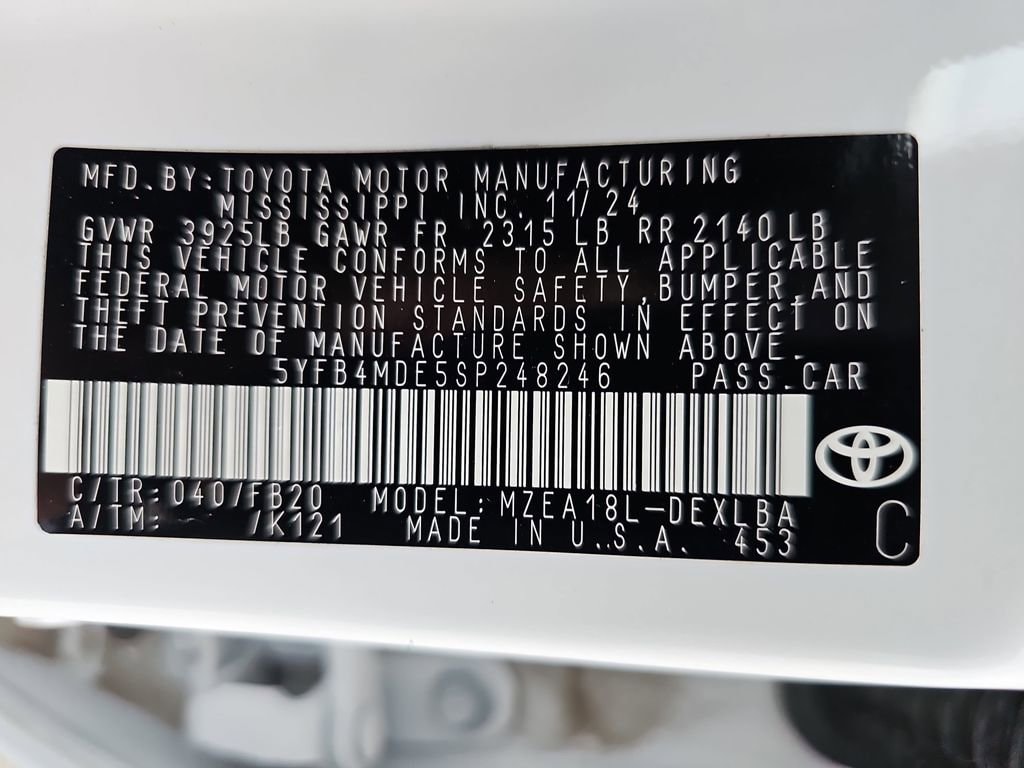 MFD.BY:TOYOTA MOTOR MANUFACTURING
MISSISSIPPI INC. 11/24
GVWR 3925LB GAWR FR 2315 LB RR 2140LB
THIS VEHICLE CONFORMS TO ALL APPLICABLE
FEDERAL MOTOR VEHICLE SAFETY,BUMPER,AND
THEFT PREVENTION STANDARDS IN EFFECT ON
THE DATE OF MANUFACTURE SHOWN ABOVE.
5YFB4MDE5SP248246 PASS.CAR
C/TR:040/FB20 MODEL:MZEA18L-DEXLBA
A/TM: /K121 MADE IN U.S.A. 453
C